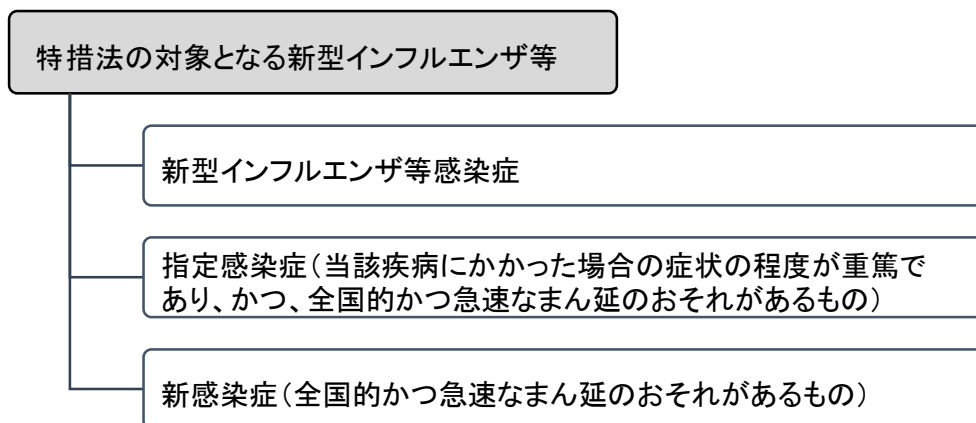 特措法の対象となる新型インフルエンザ等
新型インフルエンザ等感染症
指定感染症（当該疾病にかかった場合の症状の程度が重篤で
あり、かつ、全国的かつ急速なまん延のおそれがあるもの）
新感染症（全国的かつ急速なまん延のおそれがあるもの）